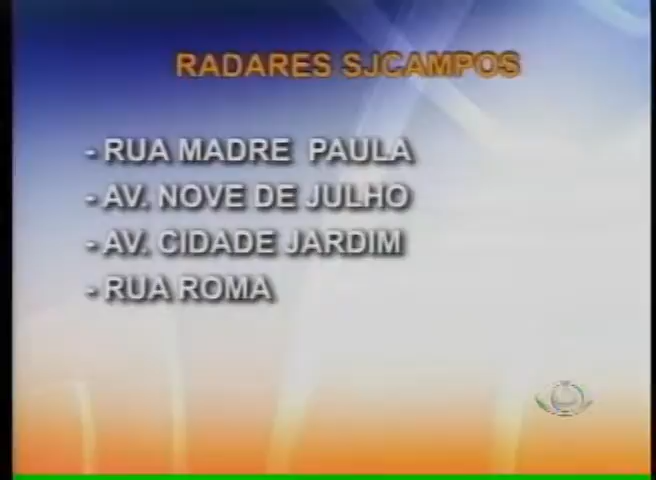 RADARES SJCAMPOS
- RUA MADRE PAULA
- AV. NOVE DE JULHO
- AV. CIDADE JARDIM
- RUA ROMA